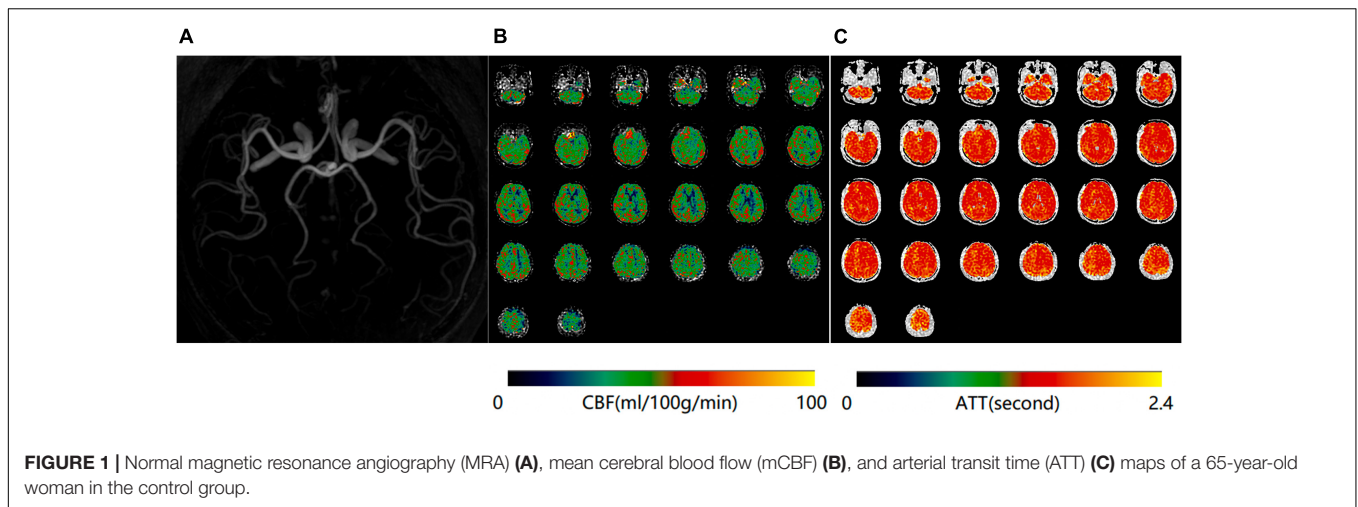 A
B
C
0
CBF(ml/100g/min)
100
0
ATT(second)
2.4
FIGURE 1 | Normal magnetic resonance angiography (MRA) (A), mean cerebral blood flow (mCBF) (B), and arterial transit time (ATT) (C) maps of a 65-year-old
woman in the control group.